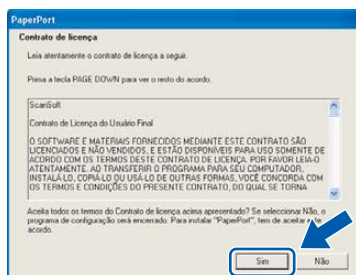 PaperPort
Contrato de licença
Leia atentamente o contrato de licença a seguir.
Prima a tecla PAGE DOWN para ver o resto do acordo.
ScanSoft
Contrato de Licença do Usuário Final
O SOFTWARE E MATERIAIS FORNECIDOS MEDIANTE ESTE CONTRATO SÃO
LICENCIADOS E NÃO VENDIDOS, E ESTÃO DISPONÍVEIS PARA USO SOMENTE DE
ACORDO COM OS TERMOS DESTE CONTRATO DE LICENÇA. POR FAVOR LEIA-O
ATENTAMENTE. AO TRANSFERIR O PROGRAMA PARA SEU COMPUTADOR,
INSTALÁ-LO, COPIÁ-LO OU USÁ-LO DE OUTRAS FORMAS, VOCÊ CONCORDA COM
OS TERMOS E CONDIÇÕES DO PRESENTE CONTRATO, DO QUAL SE TORNA
Aceita todos os termos do Contrato de licença acima apresentado? Se seleccionar Não, o
programa de configuração será encerrado. Para instalar "PaperPort", tem de aceitar este
acordo.
Sim
Não